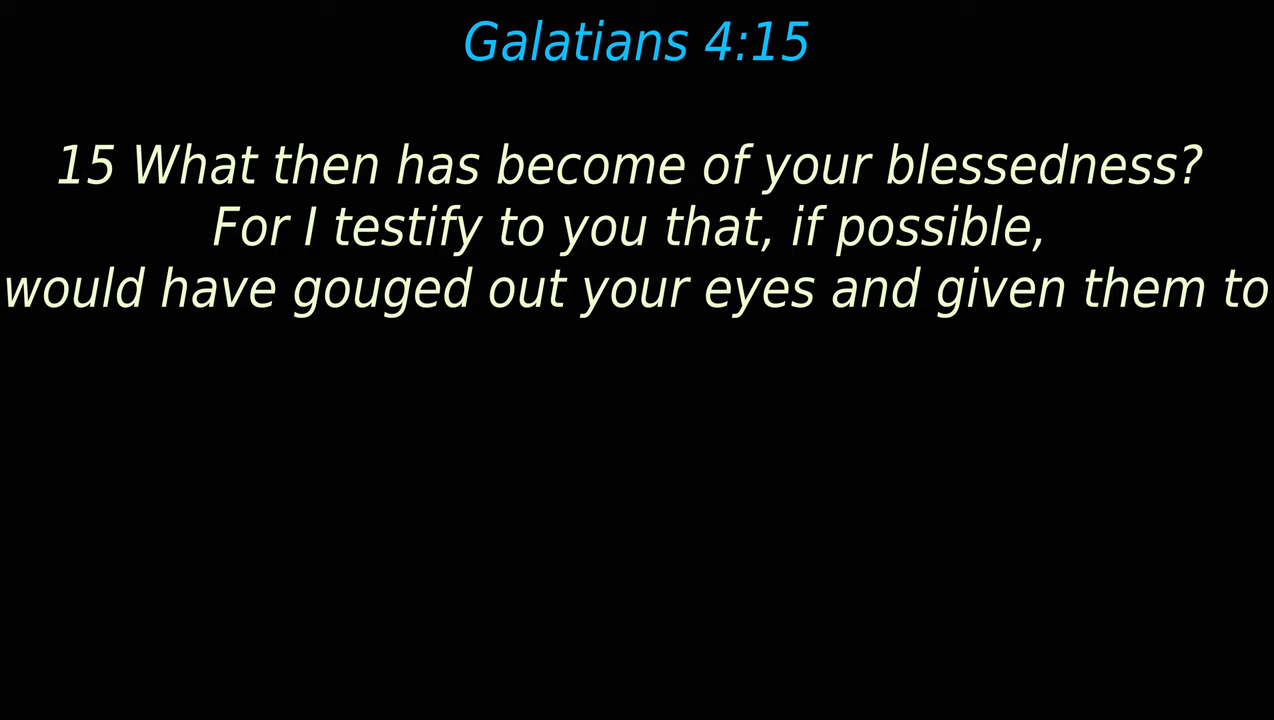 Galatians 4:15
15 What then has become of your blessedness?
For I testify to you that, if possible,
would have gouged out your eyes and given them to